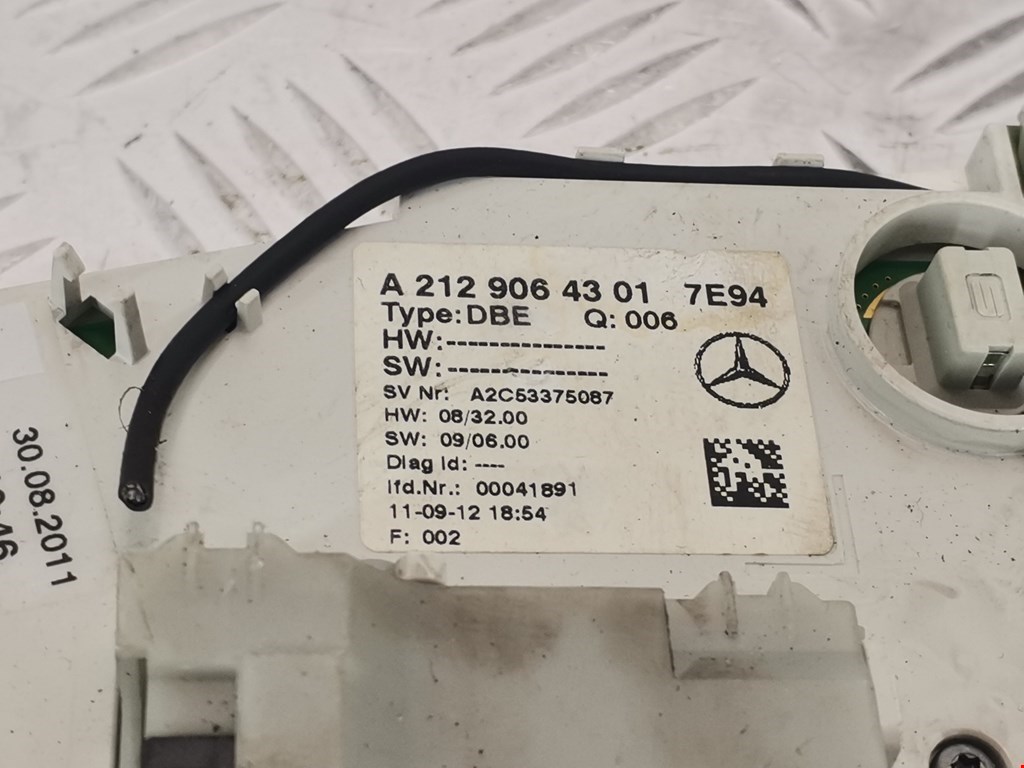 A 212 906 43 01 7E94
Type: DBE Q: 006
HW:--------------
SW:--------------
SV Nr: A2C53375087
HW: 08/32.00
SW: 09/06.00
Diag Id: ----
lfd.Nr.: 00041891
11-09-12 18:54
F: 002
30.08.2011